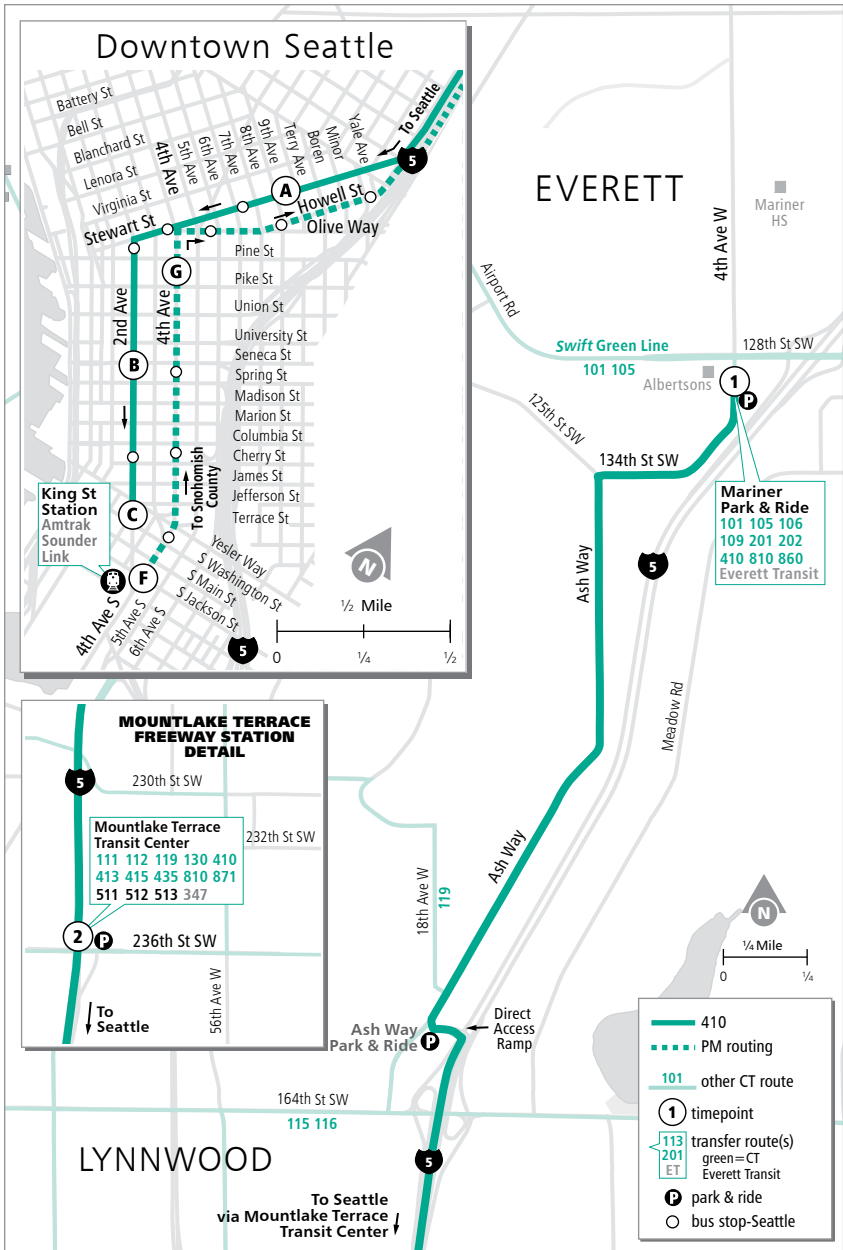 Downtown Seattle
Battery St
Bell St
Blanchard St
Lenora St
Virginia St
Stewart St
4th Ave
5th Ave
6th Ave
7th Ave
8th Ave
9th Ave
Terry Ave
Boren
Minor
Yale Ave
To Seattle
5
A
Howell St
Olive Way
G
2nd Ave
4th Ave
B
C
F
Pine St
Pike St
Union St
University St
Seneca St
Spring St
Madison St
Marion St
Columbia St
Cherry St
James St
Jefferson St
Terrace St
To Snohomish
County
King St
Station
Amtrak
Sounder
Link
Yesler Way
S Washington St
S Main St
S Jackson St
4th Ave S
5th Ave S
6th Ave S
5
N
½ Mile
0
¼
½
EVERETT
Mariner
HS
4th Ave W
Airport Rd
Swift Green Line
101 105
128th St SW
Albertsons
1
P
125th St SW
134th St SW
Mariner
Park & Ride
101 105 106
109 201 202
410 810 860
Everett Transit
Ash Way
5
Meadow Rd
MOUNTLAKE TERRACE
FREEWAY STATION
DETAIL
5
230th St SW
232th St SW
Mountlake Terrace
Transit Center
111 112 119 130 410
413 415 435 810 871
511 512 513 347
2
P
236th St SW
56th Ave W
To
Seattle
Ash Way
18th Ave W
119
N
¼ Mile
0
¼
Ash Way
Park & Ride
P
Direct
Access
Ramp
164th St SW
115 116
LYNNWOOD
5
To Seattle
via Mountlake Terrace
Transit Center
410
PM routing
101
other CT route
1
timepoint
113
201
ET
transfer route(s)
green=CT
Everett Transit
P
park & ride
bus stop-Seattle